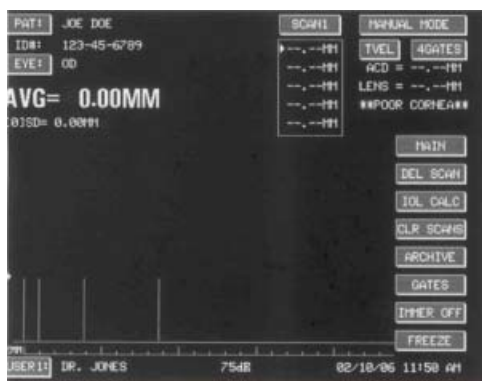 PAT: JOE DOE
ID#: 123-45-6789
EYE: OD
AVG= 0.00MM
[0]SD= 0.00MM
SCAN1
--.--MM
--.--MM
--.--MM
--.--MM
--.--MM
MANUAL MODE
TVEL 4GATES
ACD = --.--MM
LENS = --.--MM
**POOR CORNEA**
MAIN
DEL SCAN
IOL CALC
CLR SCANS
ARCHIVE
GATES
IMMER OFF
FREEZE
USER1: DR. JONES 75dB 02/10/06 11:50 AM